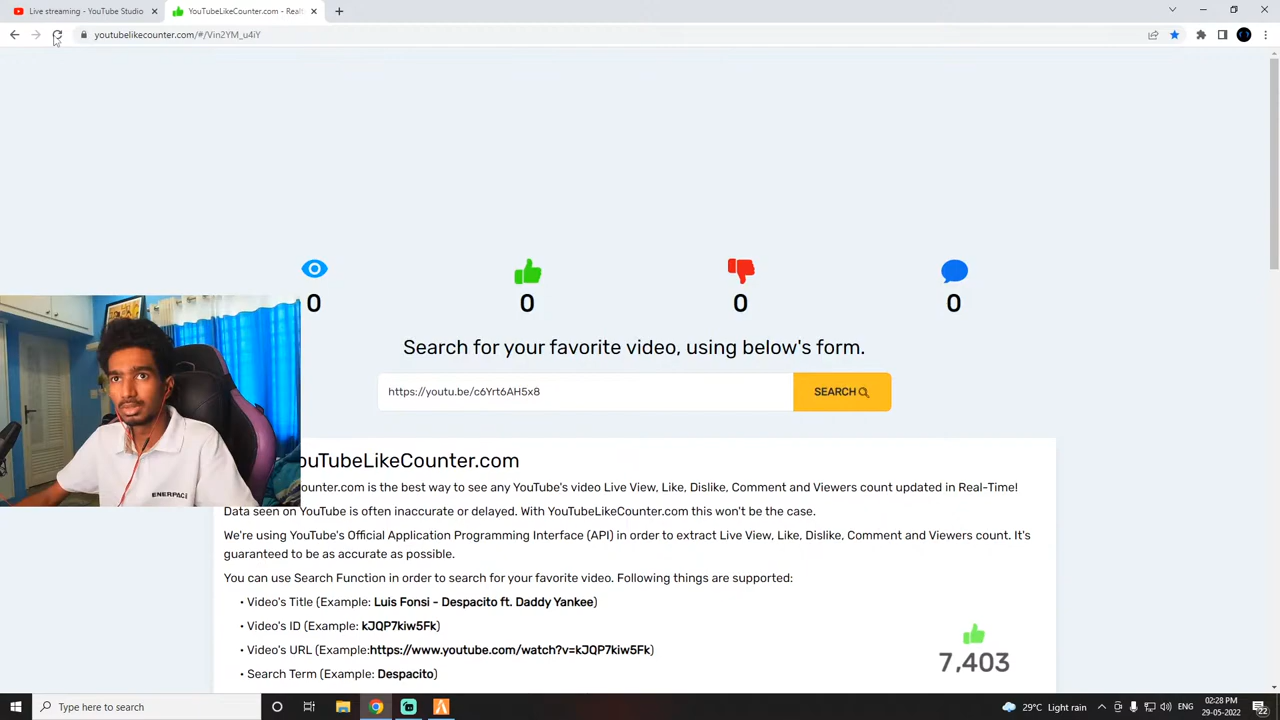 Live streaming - YouTube Studio
YouTubeLikeCounter.com - Realt
youtubelikecounter.com/#/Vin2YM_u4iY
0
0
0
0
Search for your favorite video, using below's form.
https://youtu.be/c6Yrt6AH5x8
SEARCH
ouTubeLikeCounter.com
ounter.com is the best way to see any YouTube's video Live View, Like, Dislike, Comment and Viewers count updated in Real-Time!
Data seen on YouTube is often inaccurate or delayed. With YouTubeLikeCounter.com this won't be the case.
We're using YouTube's Official Application Programming Interface (API) in order to extract Live View, Like, Dislike, Comment and Viewers count. It's
guaranteed to be as accurate as possible.
You can use Search Function in order to search for your favorite video. Following things are supported:
• Video's Title (Example: Luis Fonsi - Despacito ft. Daddy Yankee)
• Video's ID (Example: kJQP7kiw5Fk)
• Video's URL (Example:https://www.youtube.com/watch?v=kJQP7kiw5Fk)
• Search Term (Example: Despacito)
7,403
ENERPAC
Type here to search
29°C Light rain
ENG
02:28 PM
29-05-2022
22